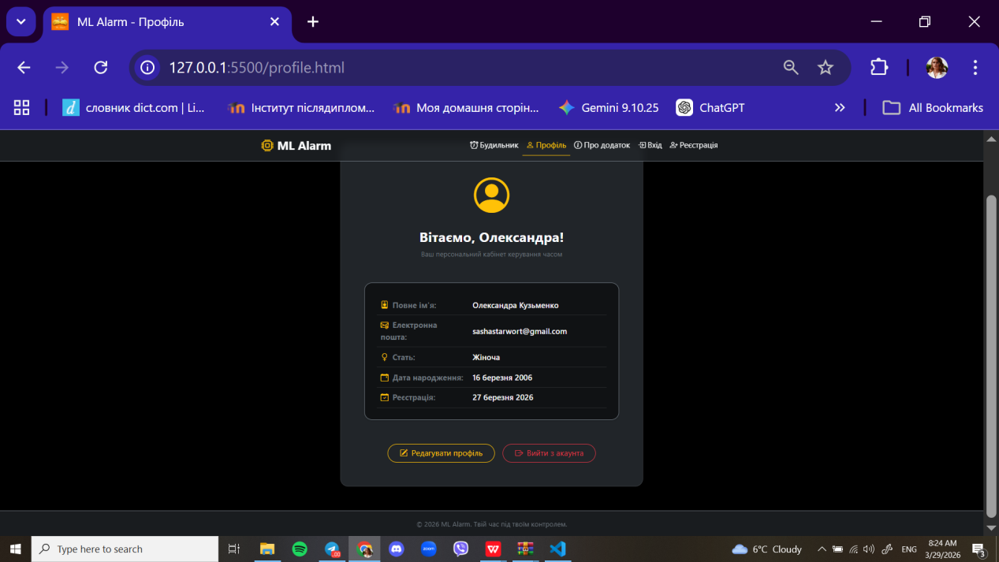 ML Alarm - Профіль
127.0.0.1:5500/profile.html
словник dict.com | Li...
Інститут післядиплом...
Моя домашня сторін...
Gemini 9.10.25
ChatGPT
All Bookmarks
ML Alarm
Будильник
Профіль
Про додаток
Вхід
Реєстрація
Вітаємо, Олександра!
Ваш персональний кабінет керування часом
Повне ім'я: Олександра Кузьменко
Електронна
пошта: sashastarwort@gmail.com
Стать: Жіноча
Дата народження: 16 березня 2006
Реєстрація: 27 березня 2026
Редагувати профіль
Вийти з акаунта
© 2026 ML Alarm. Твій час під твоїм контролем.
Type here to search
6°C Cloudy
ENG
8:24 AM
3/29/2026
3